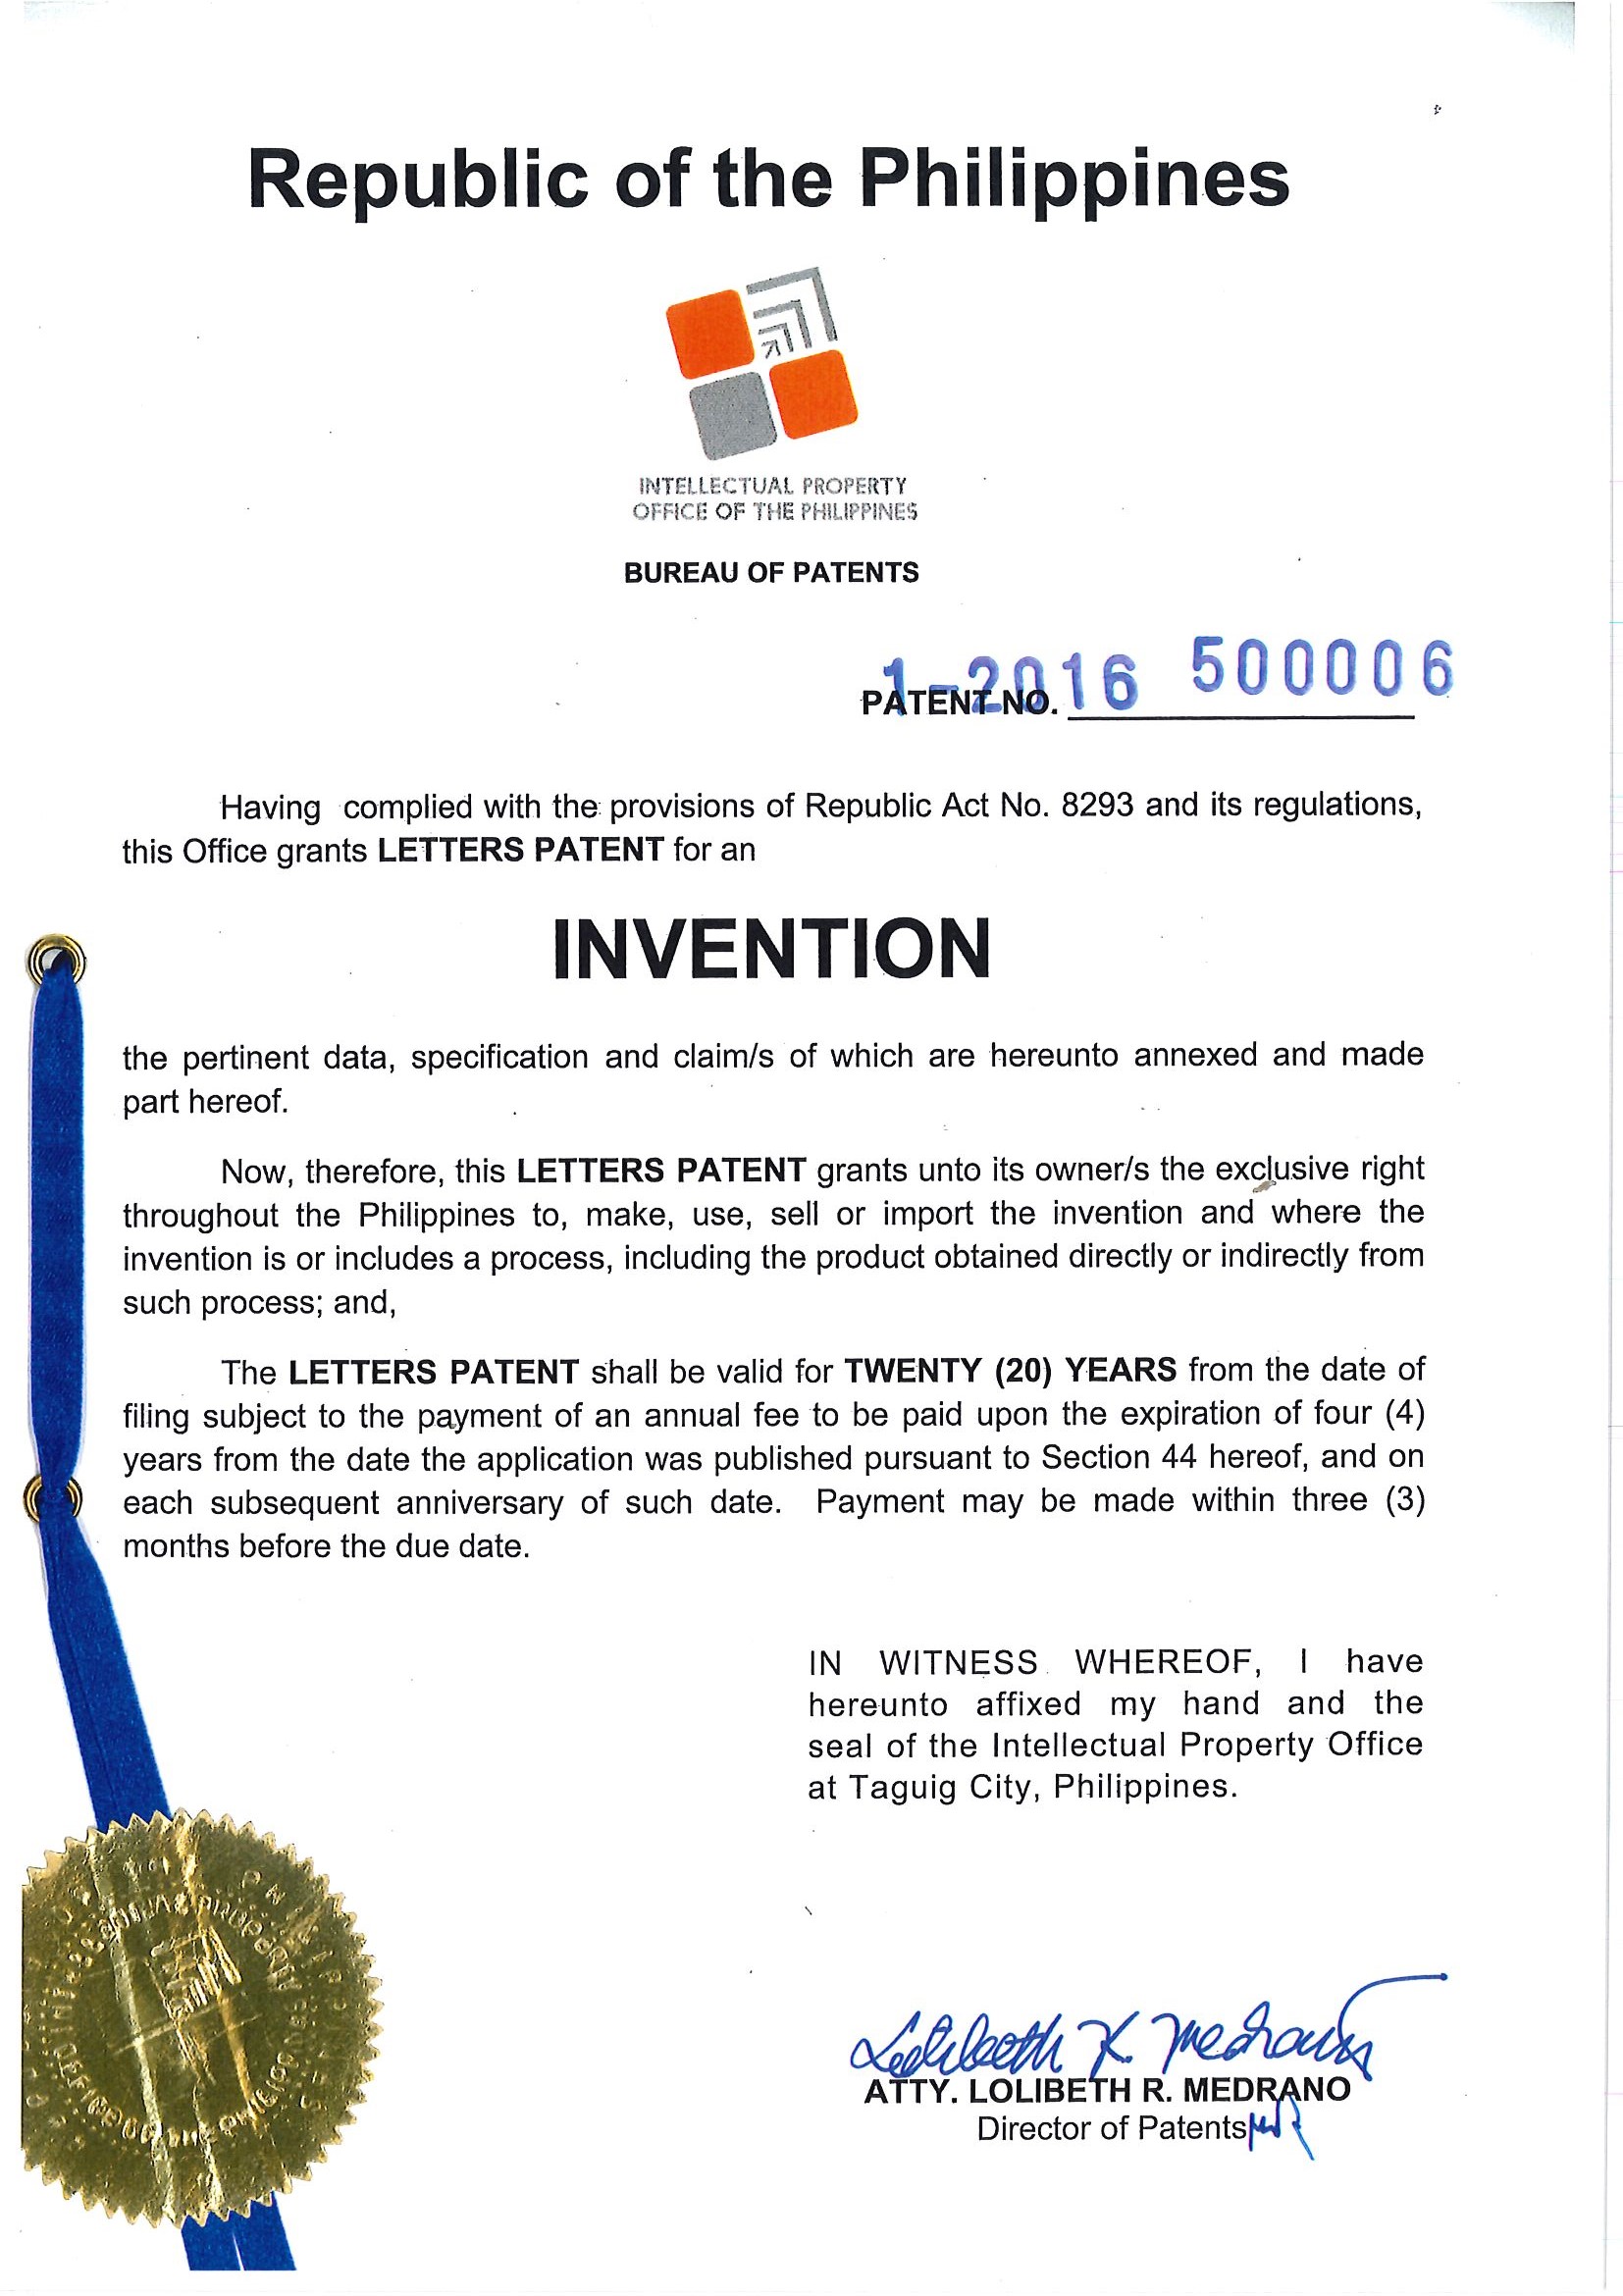 Republic of the Philippines
INTELLECTUAL PROPERTY
OFFICE OF THE PHILIPPINES
BUREAU OF PATENTS
PATENT NO. 1-2016 500006
Having complied with the provisions of Republic Act No. 8293 and its regulations,
this Office grants LETTERS PATENT for an
INVENTION
the pertinent data, specification and claim/s of which are hereunto annexed and made
part hereof.
Now, therefore, this LETTERS PATENT grants unto its owner/s the exclusive right
throughout the Philippines to, make, use, sell or import the invention and where the
invention is or includes a process, including the product obtained directly or indirectly from
such process; and,
The LETTERS PATENT shall be valid for TWENTY (20) YEARS from the date of
filing subject to the payment of an annual fee to be paid upon the expiration of four (4)
years from the date the application was published pursuant to Section 44 hereof, and on
each subsequent anniversary of such date. Payment may be made within three (3)
months before the due date.
IN WITNESS WHEREOF, I have
hereunto affixed my hand and the
seal of the Intellectual Property Office
at Taguig City, Philippines.
Lolibeth R. Medrano
ATTY. LOLIBETH R. MEDRANO
Director of Patents